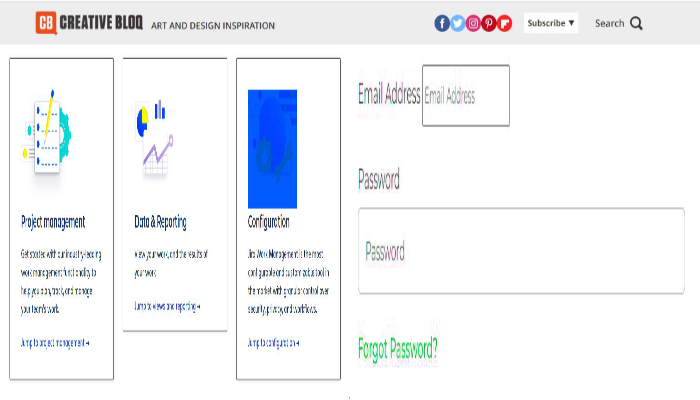 CB CREATIVE BLOQ ART AND DESIGN INSPIRATION Subscribe ▼ Search
Project management
Get started with our industry-leading
work management functionality to
help you plan, track, and manage
your team's work.
Jump to project management →
Data & Reporting
View your work, and the results of
your work
Jump to views and reporting →
Configuration
Jira Work Management is the most
configurable and customizable tool in
the market with granular control over
security, privacy, and workflows.
Jump to configuration →
Email Address Email Address
Password
Password
Forgot Password?